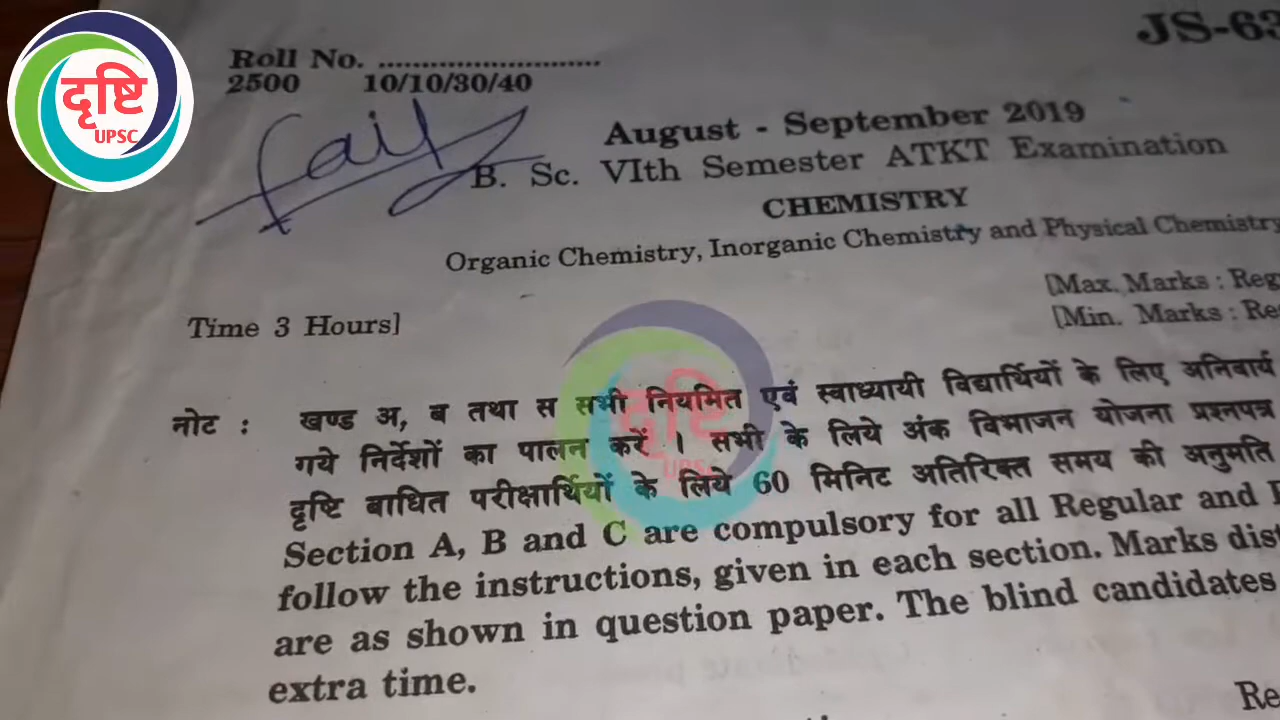 दृष्टि
UPSC
JS-63
Roll No. ..........................
2500 10/10/30/40
faiz
August - September 2019
B. Sc. VIth Semester ATKT Examination
CHEMISTRY
Organic Chemistry, Inorganic Chemistry and Physical Chemistry
[Max. Marks : Reg
Time 3 Hours]
[Min. Marks : Re
नोट : खण्ड अ, ब तथा स सभी नियमित एवं स्वाध्यायी विद्यार्थियों के लिए अनिवार्य
गये निर्देशों का पालन करें । सभी के लिये अंक विभाजन योजना प्रश्नपत्र
दृष्टि बाधित परीक्षार्थियों के लिये 60 मिनिट अतिरिक्त समय की अनुमति
Section A, B and C are compulsory for all Regular and
follow the instructions, given in each section. Marks dis
are as shown in question paper. The blind candidates
extra time.
Re
दृष्टि
UPSC